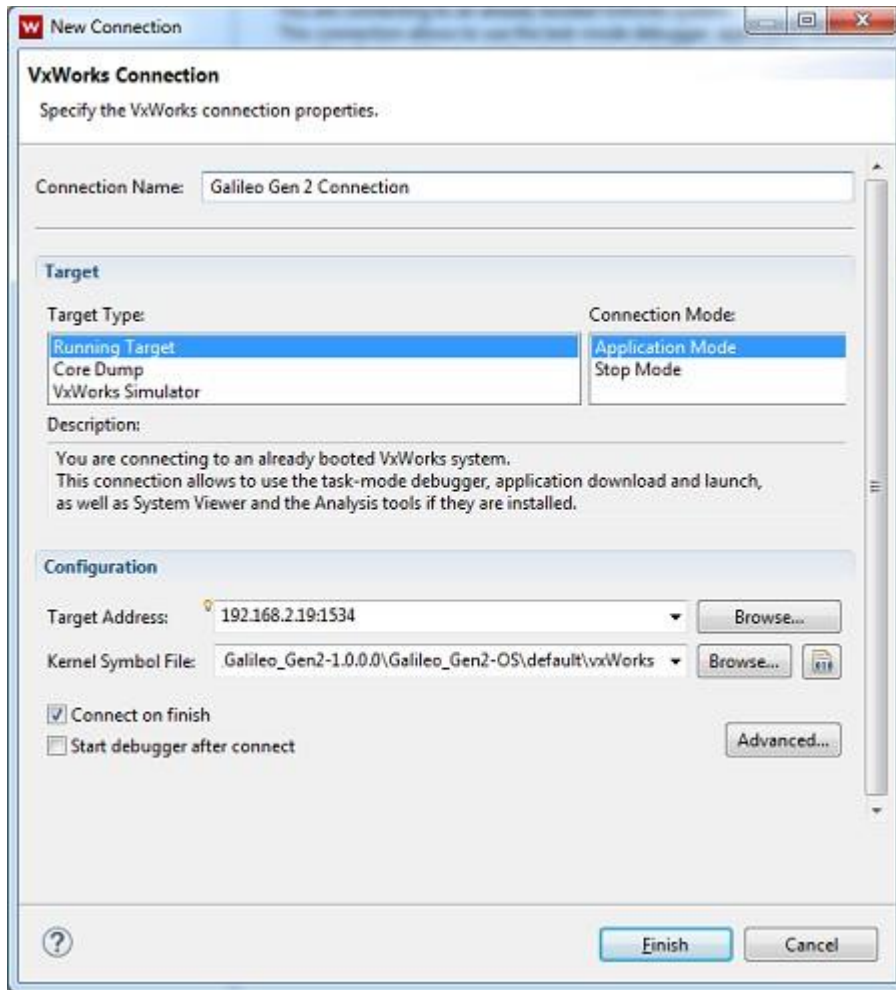 New Connection
VxWorks Connection
Specify the VxWorks connection properties.
Connection Name: Galileo Gen 2 Connection
Target
Target Type: Connection Mode:
Running Target Application Mode
Core Dump Stop Mode
VxWorks Simulator
Description:
You are connecting to an already booted VxWorks system.
This connection allows to use the task-mode debugger, application download and launch,
as well as System Viewer and the Analysis tools if they are installed.
Configuration
Target Address: 192.168.2.19:1534 Browse...
Kernel Symbol File: Galileo_Gen2-1.0.0.0\Galileo_Gen2-OS\default\vxWorks Browse...
Connect on finish
Start debugger after connect Advanced...
? Finish Cancel